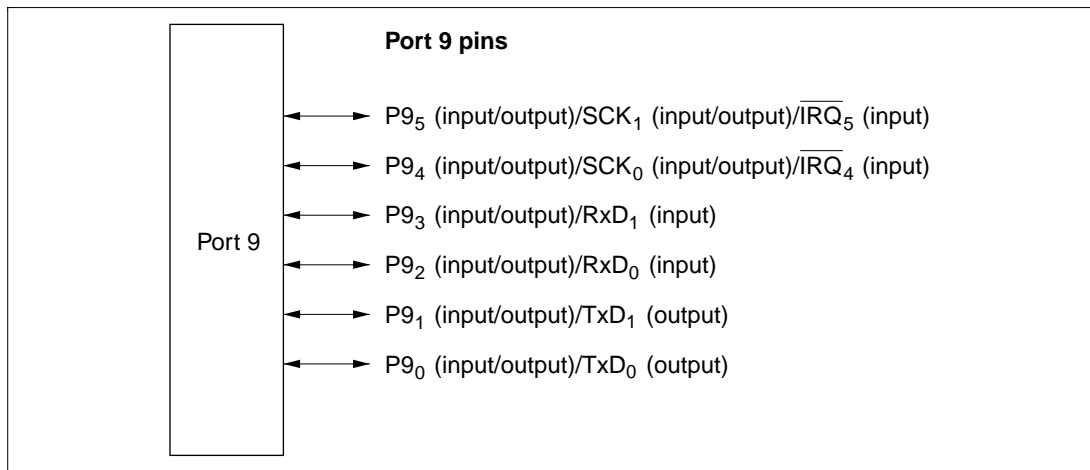 Port 9 pins
P9₅ (input/output)/SCK₁ (input/output)/I̅R̅Q̅₅ (input)
P9₄ (input/output)/SCK₀ (input/output)/I̅R̅Q̅₄ (input)
P9₃ (input/output)/RxD₁ (input)
Port 9
P9₂ (input/output)/RxD₀ (input)
P9₁ (input/output)/TxD₁ (output)
P9₀ (input/output)/TxD₀ (output)